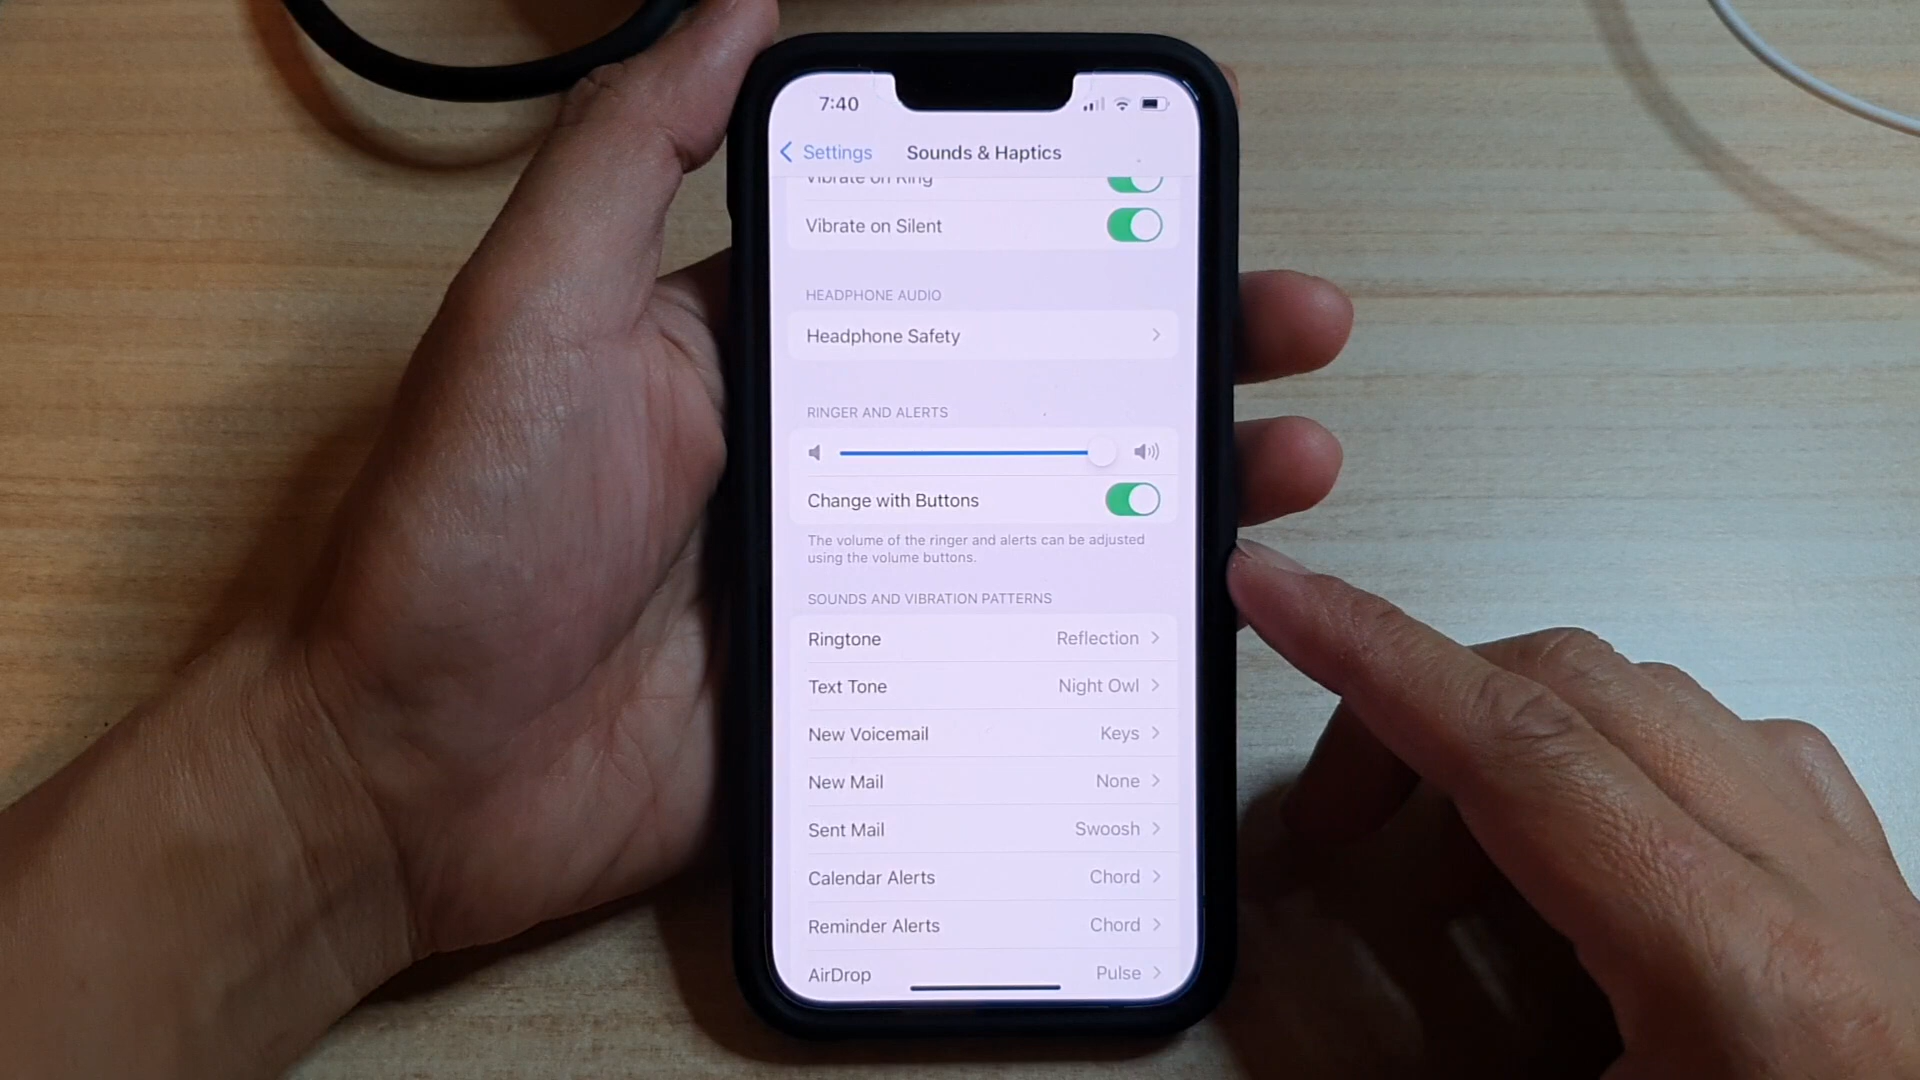 7:40
Settings Sounds & Haptics
Vibrate on Ring
Vibrate on Silent
HEADPHONE AUDIO
Headphone Safety
RINGER AND ALERTS
Change with Buttons
The volume of the ringer and alerts can be adjusted
using the volume buttons.
SOUNDS AND VIBRATION PATTERNS
Ringtone Reflection
Text Tone Night Owl
New Voicemail Keys
New Mail None
Sent Mail Swoosh
Calendar Alerts Chord
Reminder Alerts Chord
AirDrop Pulse